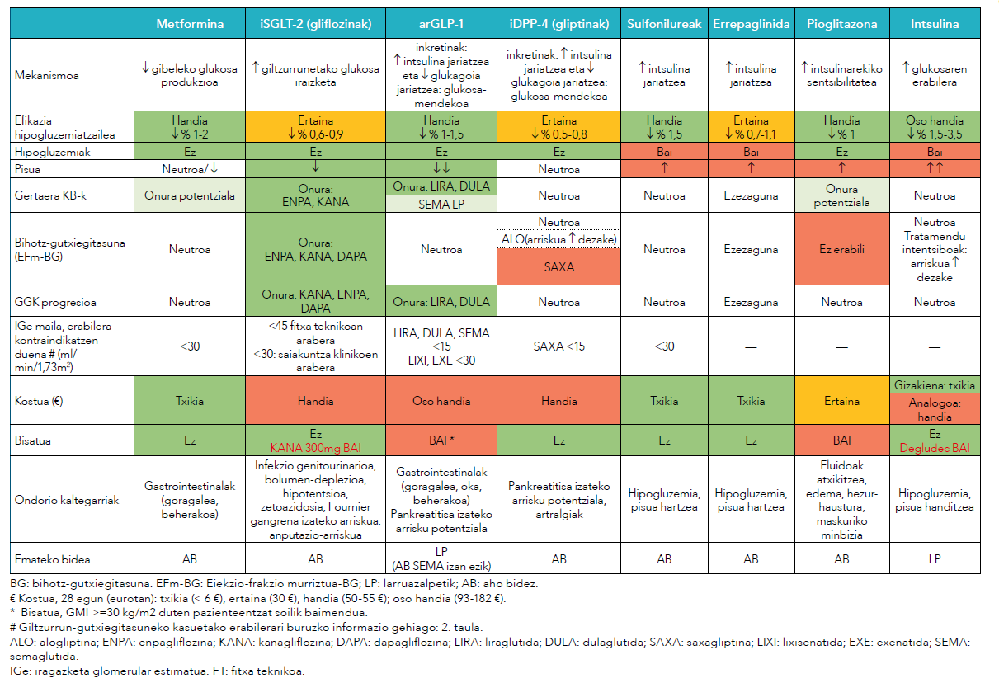 Metformina iSGLT-2 (gliflozinak) arGLP-1 iDPP-4 (gliptinak) Sulfonilureak Errepaglinida Pioglitazona Intsulina
Mekanismoa
↓ gibeleko glukosa
produkzioa
↑ giltzurrunetako glukosa
iraizketa
inkretinak:
↑ intsulina jariatzea
eta ↓ glukagoia
jariatzea: glukosa-
mendekoa
inkretinak: ↑ intsulina
jariatzea eta ↓
glukagoia jariatzea:
glukosa-mendekoa
↑ intsulina
jariatzea
↑ intsulina
jariatzea
↑ intsulinarekiko
sentsibilitatea
↑ glukosaren
erabilera
Efikazia
hipogluzemiatzailea
Handia
↓ % 1-2
Ertaina
↓ % 0,6-0,9
Handia
↓ % 1-1,5
Ertaina
↓ % 0.5-0,8
Handia
↓ % 1,5
Ertaina
↓ % 0,7-1,1
Handia
↓ % 1
Oso handia
↓ % 1,5-3,5
Hipogluzemiak Ez Ez Ez Ez Bai Bai Ez Bai
Pisua Neutroa/ ↓ ↓ ↓↓ Neutroa ↑ ↑ ↑ ↑↑
Gertaera KB-k
Onura potentziala
Onura:
ENPA, KANA
Onura: LIRA, DULA
SEMA LP
Neutroa
Neutroa
Ezezaguna
Onura
potentziala
Neutroa
Bihotz-gutxiegitasuna
(EFm-BG)
Neutroa
Onura:
ENPA, KANA, DAPA
Neutroa
Neutroa
ALO(arriskua ↑ dezake)
SAXA
Neutroa
Ezezaguna
Ez erabili
Neutroa
Tratamendu
intentsiboak:
arriskua ↑
dezake
GGK progresioa
Neutroa
Onura: KANA, ENPA,
DAPA
Onura: LIRA, DULA
Neutroa
Neutroa
Ezezaguna
Neutroa
Neutroa
IGe maila, erabilera
kontraindikatzen
duena # (ml/
min/1,73m²)
<30
<45 fitxa teknikoan
arabera
<30: saiakuntza klinikoen
arabera
LIRA, DULA, SEMA
<15
LIXI, EXE <30
SAXA <15
<30
—
—
—
Kostua (€)
Txikia
Handia
Oso handia
Handia
Txikia
Txikia
Ertaina
Gizakiena: txikia
Analogoa:
handia
Bisatua
Ez
Ez
KANA 300mg BAI
BAI *
Ez
Ez
Ez
BAI
Ez
Degludec BAI
Ondorio kaltegarriak
Gastrointestinalak
(goragalea,
beherakoa)
Infekzio genitourinarioa,
bolumen-deplezioa,
hipotentsioa,
zetoazidosia, Fournier
gangrena izateko arriskua:
anputazio-arriskua
Gastrointestinalak
(goragalea, oka,
beherakoa)
Pankreatitisa izateko
arrisku potentziala
Pankreatitisa izateko
arrisku potentziala,
artralgiak
Hipogluzemia,
pisua hartzea
Hipogluzemia,
pisua hartzea
Fluidoak
atxikitzea,
edema, hezur-
haustura,
maskuriko
minbizia
Hipogluzemia,
pisua handitzea
Emateko bidea
AB
AB
LP
(AB SEMA izan ezik)
AB
AB
AB
AB
LP
BG: bihotz-gutxiegitasuna. EFm-BG: Eiekzio-frakzio murriztua-BG; LP: larruazalpetik; AB: aho bidez.
€ Kostua, 28 egun (eurotan): txikia (< 6 €), ertaina (30 €), handia (50-55 €); oso handia (93-182 €).
* Bisatua, GMI >=30 kg/m2 duten pazienteentzat soilik baimendua.
# Giltzurrun-gutxiegitasuneko kasuetako erabilerari buruzko informazio gehiago: 2. taula.
ALO: alogliptina; ENPA: enpagliflozina; KANA: kanagliflozina; DAPA: dapagliflozina; LIRA: liraglutida; DULA: dulaglutida; SAXA: saxagliptina; LIXI: lixisenatida; EXE: exenatida; SEMA:
semaglutida.
IGe: iragazketa glomerular estimatua. FT: fitxa teknikoa.